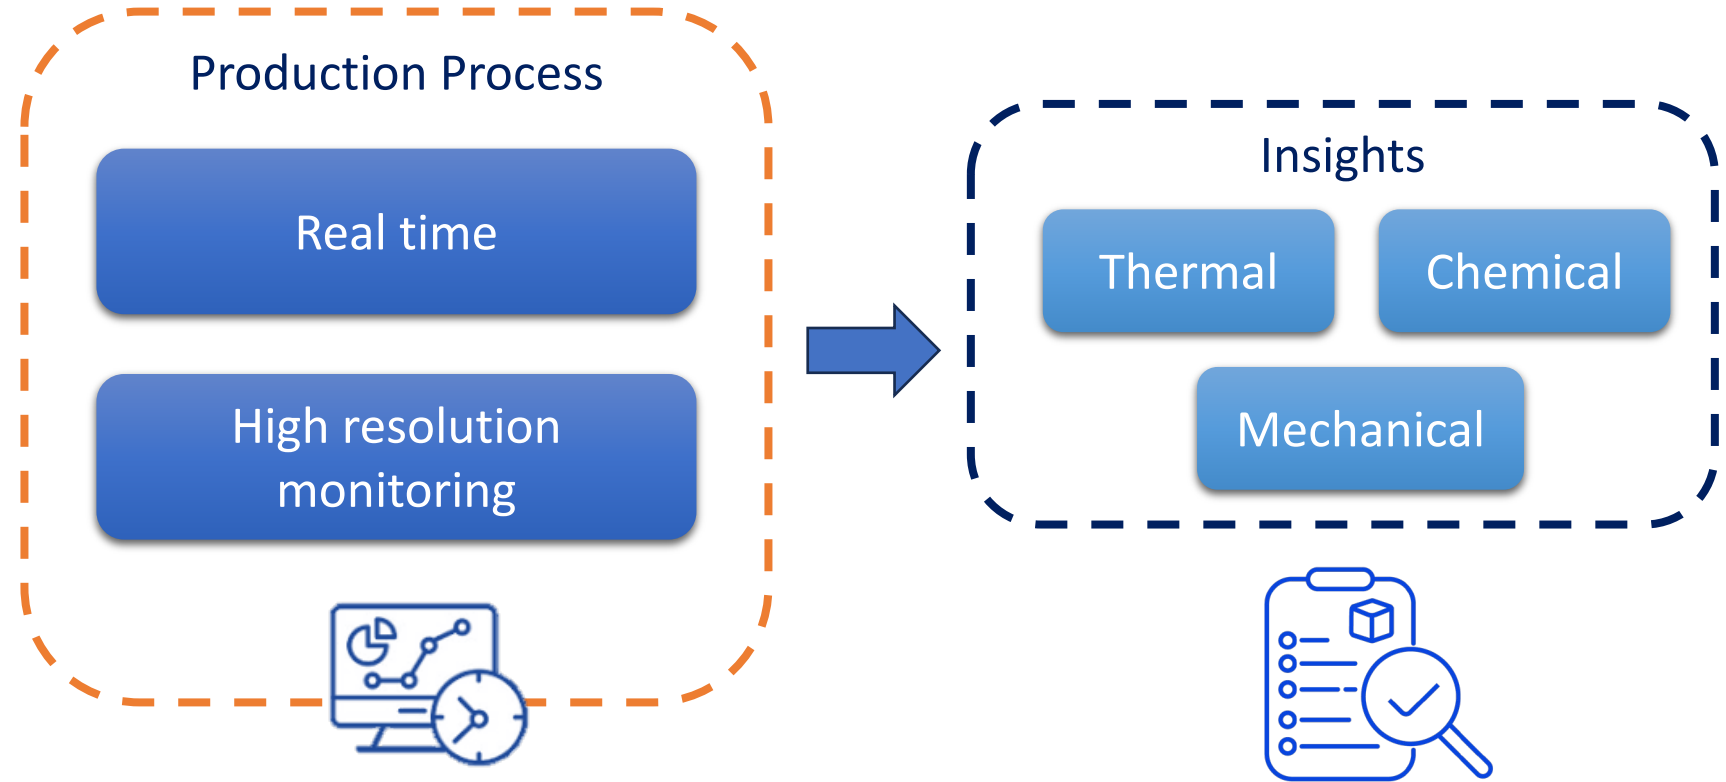 Production Process
Real time
High resolution
monitoring
Insights
Thermal
Chemical
Mechanical